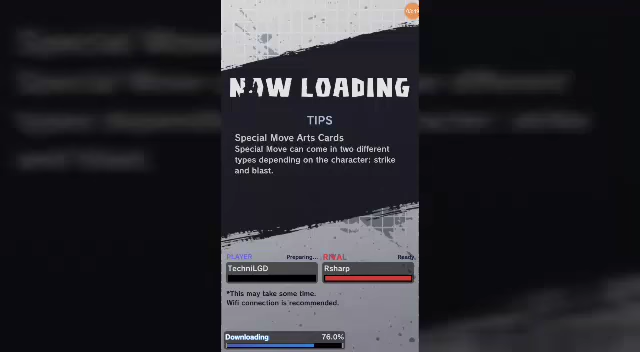 NOW LOADING
TIPS
Special Move Arts Cards
Special Move can come in two different
types depending on the character: strike
and blast.
PLAYER Preparing... RIVAL Ready
TechniLGD Rsharp
*This may take some time.
Wifi connection is recommended.
Downloading 76.0%